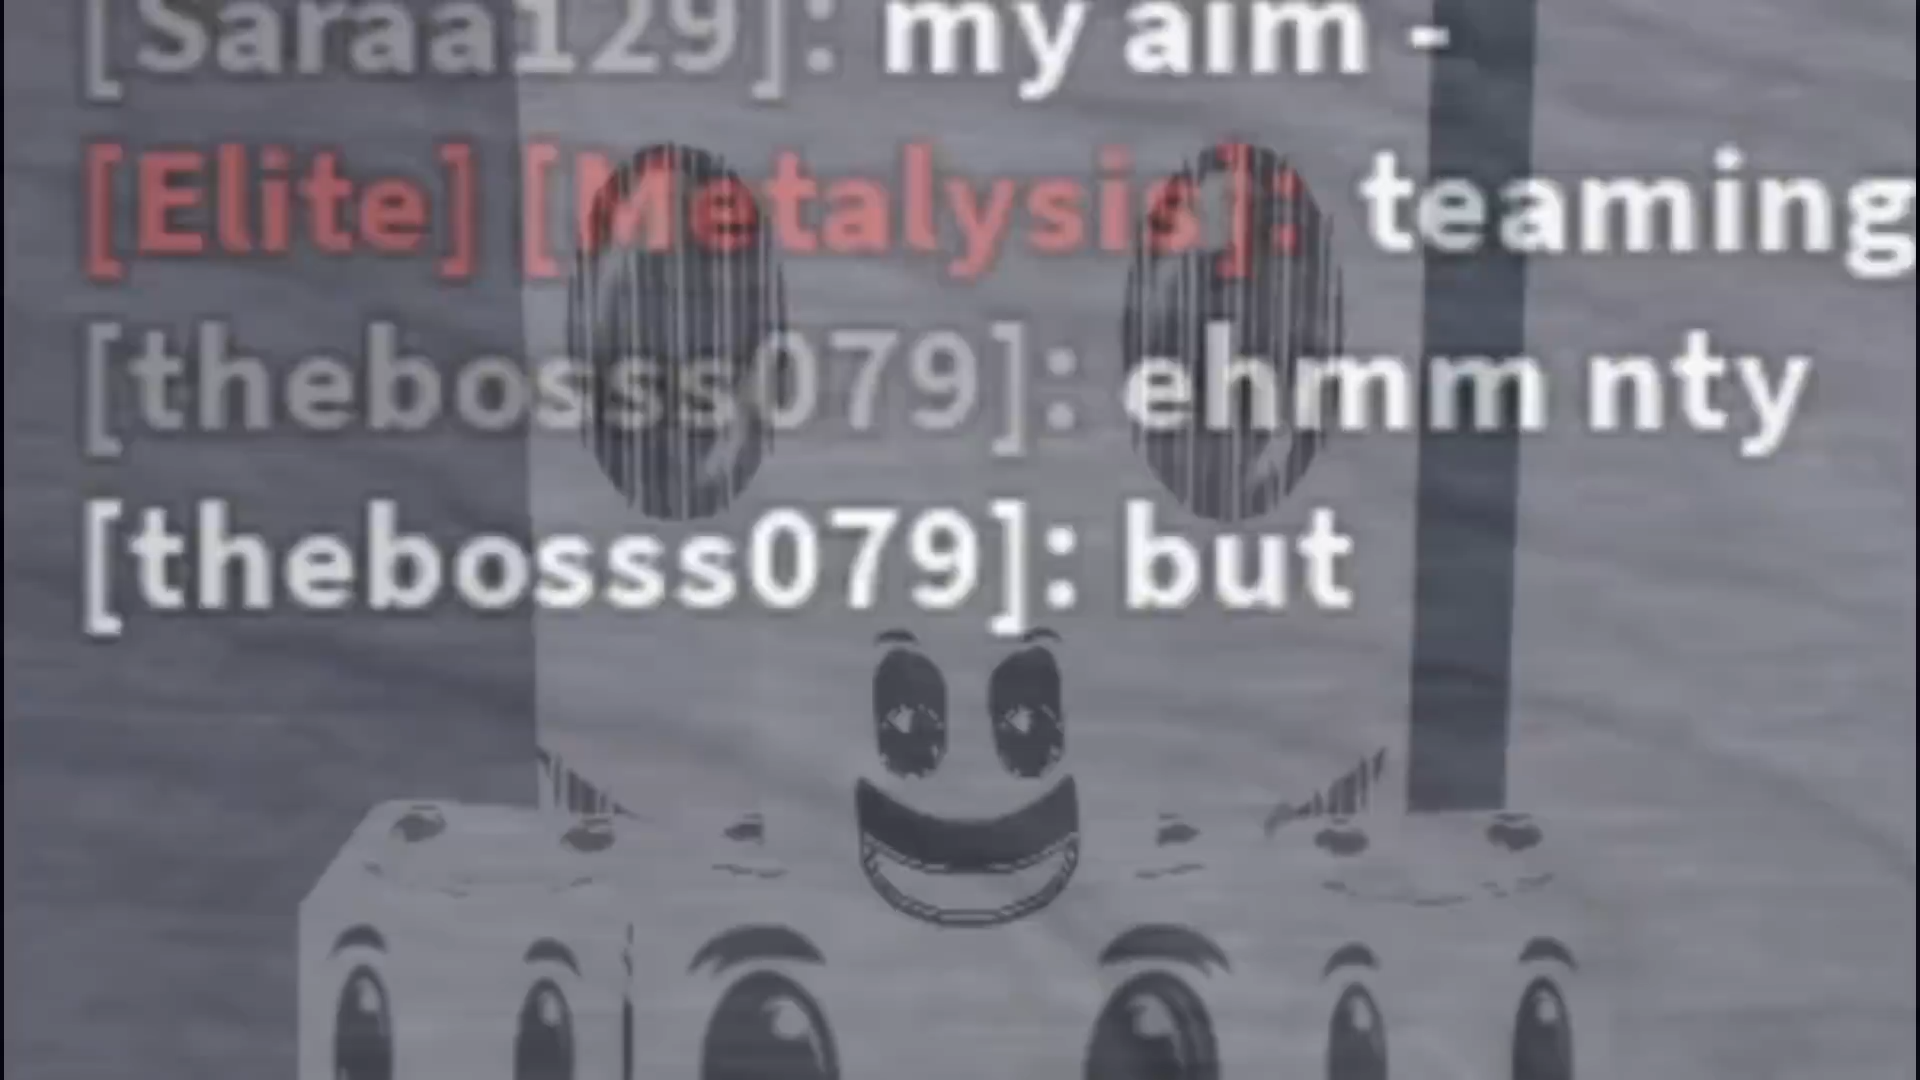 [Saraa129]: my aim -
[Elite] [Metalysis]: teaming
[thebosss079]: ehmm nty
[thebosss079]: but